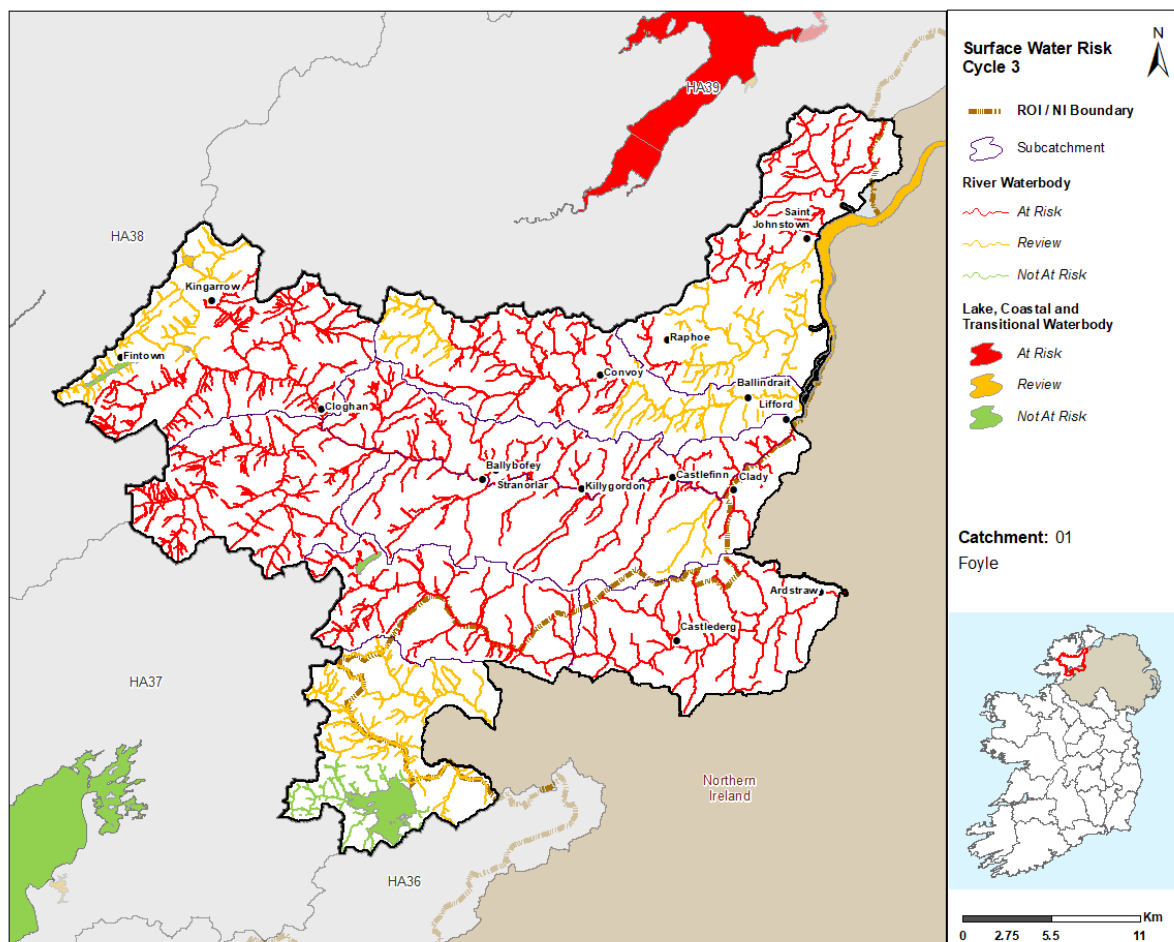 HA39
HA38
Saint
Johnstown
Kingarrow
Fintown
Raphoe
Convoy
Ballindrait
Lifford
Cloghan
Ballybofey
Stranorlar
Killygordon
Castlefinn
Clady
Ardstraw
Castlederg
HA37
Northern
Ireland
HA36
Surface Water Risk
Cycle 3
N
ROI / NI Boundary
Subcatchment
River Waterbody
At Risk
Review
Not At Risk
Lake, Coastal and
Transitional Waterbody
At Risk
Review
Not At Risk
Catchment: 01
Foyle
Km
0 2.75 5.5 11